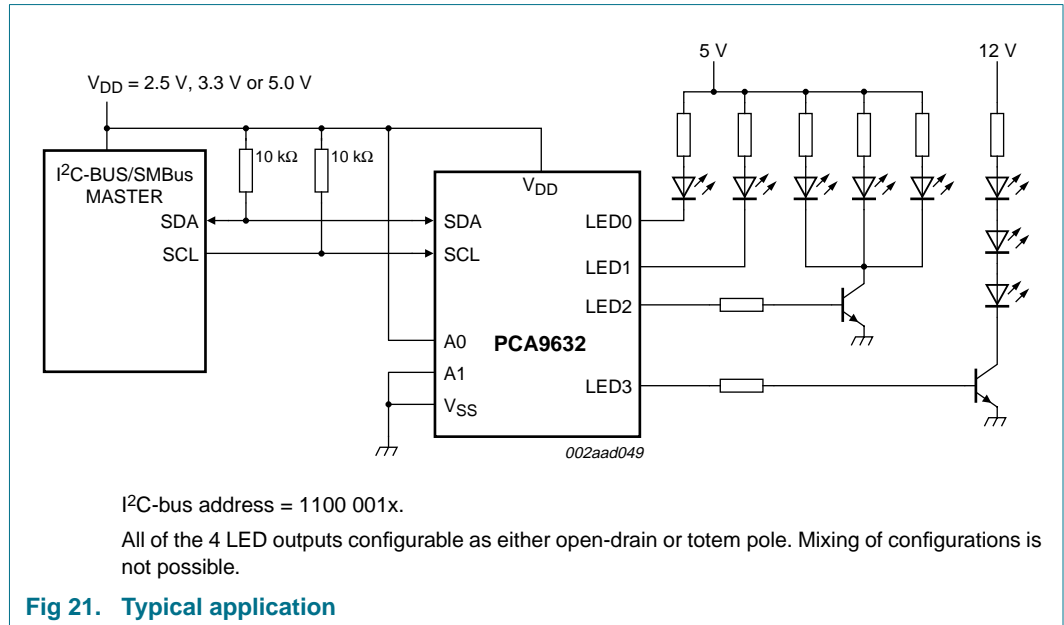 5 V
12 V
VDD = 2.5 V, 3.3 V or 5.0 V
10 kΩ
10 kΩ
I2C-BUS/SMBus
MASTER
SDA
SCL
VDD
SDA
SCL
A0
A1
VSS
PCA9632
LED0
LED1
LED2
LED3
002aad049
I2C-bus address = 1100 001x.
All of the 4 LED outputs configurable as either open-drain or totem pole. Mixing of configurations is
not possible.
Fig 21. Typical application